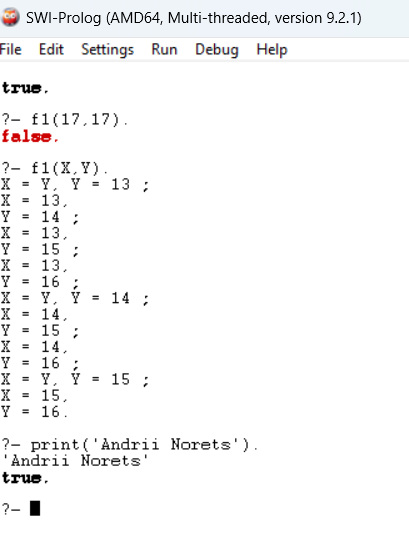 SWI-Prolog (AMD64, Multi-threaded, version 9.2.1)
File Edit Settings Run Debug Help
true.
?- f1(17,17).
false.
?- f1(X,Y).
X = Y, Y = 13 ;
X = 13,
Y = 14 ;
X = 13,
Y = 15 ;
X = 13,
Y = 16 ;
X = Y, Y = 14 ;
X = 14,
Y = 15 ;
X = 14,
Y = 16 ;
X = Y, Y = 15 ;
X = 15,
Y = 16.
?- print('Andrii Norets').
'Andrii Norets'
true.
?-